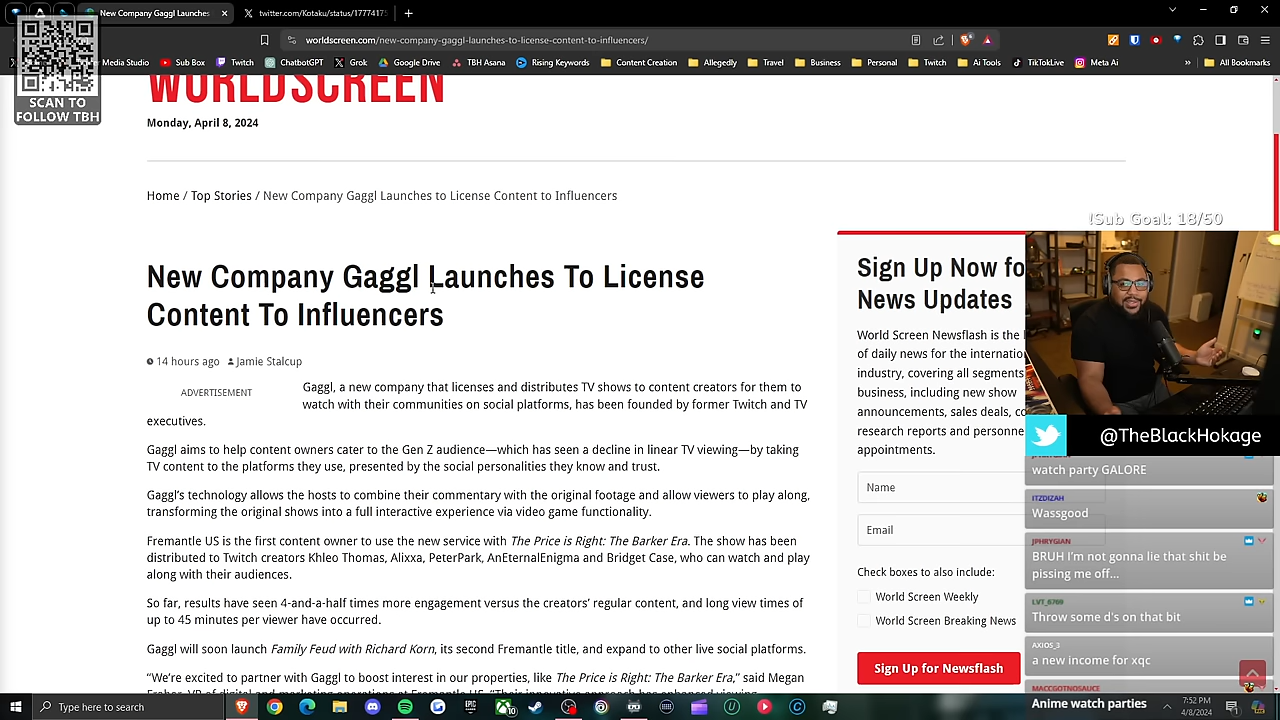 New Company Gaggl Launches
twitter.com/Kotaku/status/17774175
worldscreen.com/new-company-gaggl-launches-to-license-content-to-influencers/
Media Studio
Sub Box
Twitch
ChatGPT
Grok
Google Drive
TBH Asana
Rising Keywords
Content Creation
Allegedly
Travel
Business
Personal
Twitch
Ai Tools
TikTokLive
Meta Ai
All Bookmarks
SCAN TO
FOLLOW TBH
WORLDSCREEN
Monday, April 8, 2024
Home / Top Stories / New Company Gaggl Launches to License Content to Influencers
!Sub Goal: 18/50
New Company Gaggl Launches To License
Content To Influencers
14 hours ago Jamie Stalcup
ADVERTISEMENT
Gaggl, a new company that licenses and distributes TV shows to content creators for them to
watch with their communities on social platforms, has been founded by former Twitch and TV
executives.
Gaggl aims to help content owners cater to the Gen Z audience—which has seen a decline in linear TV viewing—by taking
TV content to the platforms they use, presented by the social personalities they know and trust.
Gaggl's technology allows the hosts to combine their commentary with the original footage and allow viewers to play along,
transforming the original shows into a full interactive experience via video game functionality.
Fremantle US is the first content owner to use the new service with The Price is Right: The Barker Era. The show has been
distributed to Twitch creators Khleo Thomas, Alixxa, PeterPark, AnEternalEnigma and Bridget Case, who can watch and play
along with their audiences.
So far, results have seen 4-and-a-half times more engagement versus the creators' regular content, and long view times of
up to 45 minutes per viewer have occurred.
Gaggl will soon launch Family Feud with Richard Korn, its second Fremantle title, and expand to other live social platforms.
"We're excited to partner with Gaggl to boost interest in our properties, like The Price is Right: The Barker Era," said Megan
Sign Up Now fo
News Updates
World Screen Newsflash is the
of daily news for the internatio
industry, covering all segments
business, including new show
announcements, sales deals, co
research reports and personne
appointments.
Name
Email
Check boxes to also include:
World Screen Weekly
World Screen Breaking News
Sign Up for Newsflash
@TheBlackHokage
watch party GALORE
ITZDIZAH
Wassgood
JPHRYGIAN
BRUH I'm not gonna lie that shit be
pissing me off...
LVT_6769
Throw some d's on that bit
AXIOS_3
a new income for xqc
MACCGOTNOSAUCE
Anime watch parties
Type here to search
7:52 PM
4/8/2024